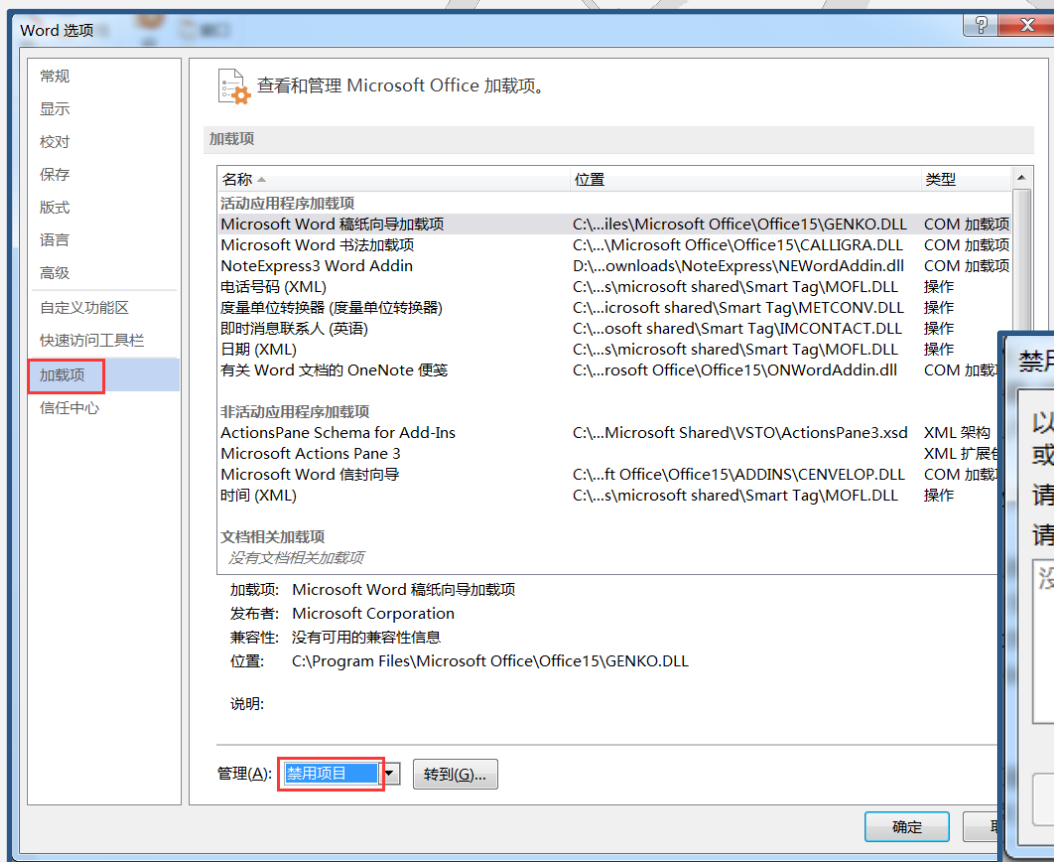 Word 选项
常规
显示
校对
保存
版式
语言
高级
自定义功能区
快速访问工具栏
加载项
信任中心
查看和管理 Microsoft Office 加载项。
加载项
名称 位置 类型
活动应用程序加载项
Microsoft Word 稿纸向导加载项 C:\...iles\Microsoft Office\Office15\GENKO.DLL COM 加载项
Microsoft Word 书法加载项 C:\...\Microsoft Office\Office15\CALLIGRA.DLL COM 加载项
NoteExpress3 Word Addin D:\...ownloads\NoteExpress\NEWordAddin.dll COM 加载项
电话号码 (XML) C:\...s\microsoft shared\Smart Tag\MOFL.DLL 操作
度量单位转换器 (度量单位转换器) C:\...icrosoft shared\Smart Tag\METCONV.DLL 操作
即时消息联系人 (英语) C:\...osoft shared\Smart Tag\IMCONTACT.DLL 操作
日期 (XML) C:\...s\microsoft shared\Smart Tag\MOFL.DLL 操作
有关 Word 文档的 OneNote 便笺 C:\...rosoft Office\Office15\ONWordAddin.dll COM 加载
非活动应用程序加载项
ActionsPane Schema for Add-Ins C:\...Microsoft Shared\VSTO\ActionsPane3.xsd XML 架构
Microsoft Actions Pane 3 XML 扩展
Microsoft Word 信封向导 C:\...ft Office\Office15\ADDINS\CENVELOP.DLL COM 加载
时间 (XML) C:\...s\microsoft shared\Smart Tag\MOFL.DLL 操作
文档相关加载项
没有文档相关加载项
加载项: Microsoft Word 稿纸向导加载项
发布者: Microsoft Corporation
兼容性: 没有可用的兼容性信息
位置: C:\Program Files\Microsoft Office\Office15\GENKO.DLL
说明:
管理(A): 禁用项目 转到(G)...
确定
禁
以
或
请
请
没